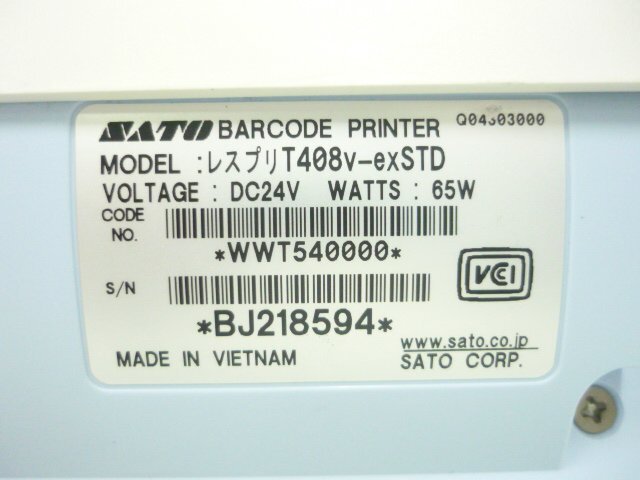 SATO BARCODE PRINTER Q04303000
MODEL :レスプリT408v-exSTD
VOLTAGE : DC24V WATTS : 65W
CODE NO.
*WWT540000*
VCCI
S/N
*BJ218594*
www.sato.co.jp
MADE IN VIETNAM SATO CORP.